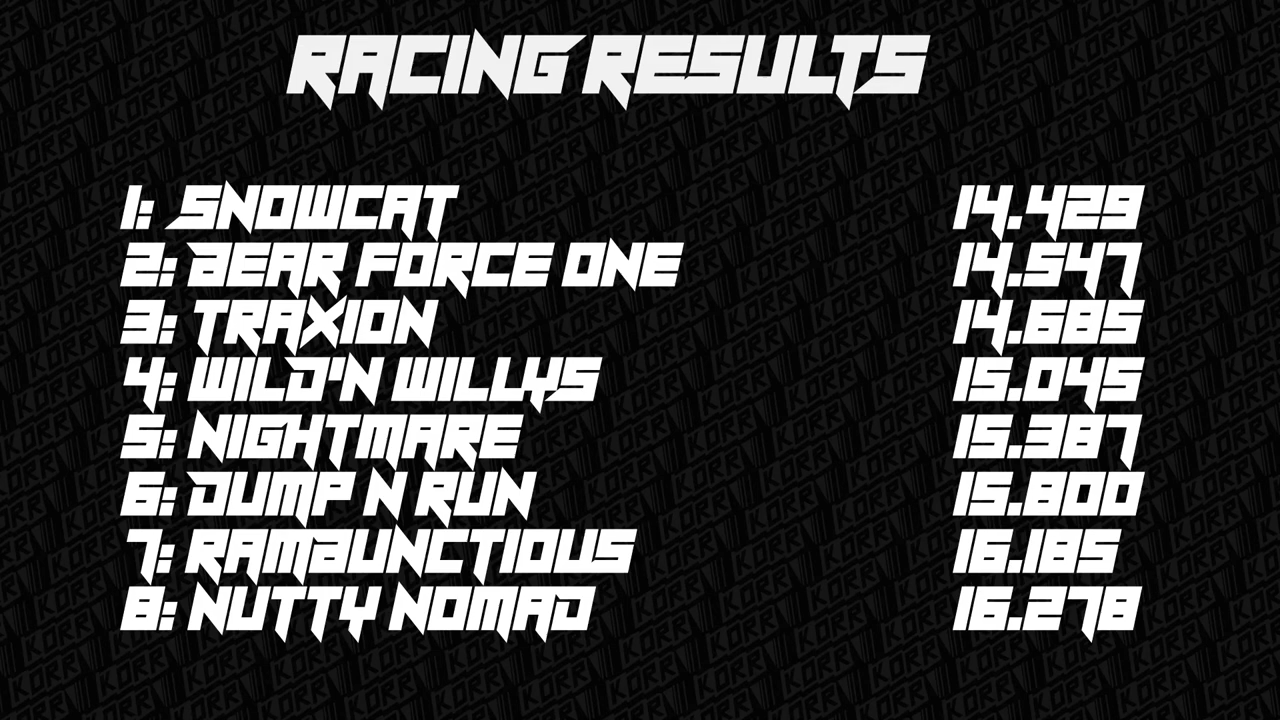 RACING RESULTS
1: SNOWCAT 14.429
2: BEAR FORCE ONE 14.547
3: TRAXION 14.685
4: WILD'N WILLYS 15.045
5: NIGHTMARE 15.387
6: DUMP N RUN 15.800
7: RAMBUNCTIOUS 16.185
8: NUTTY NOMAD 16.278
KORR